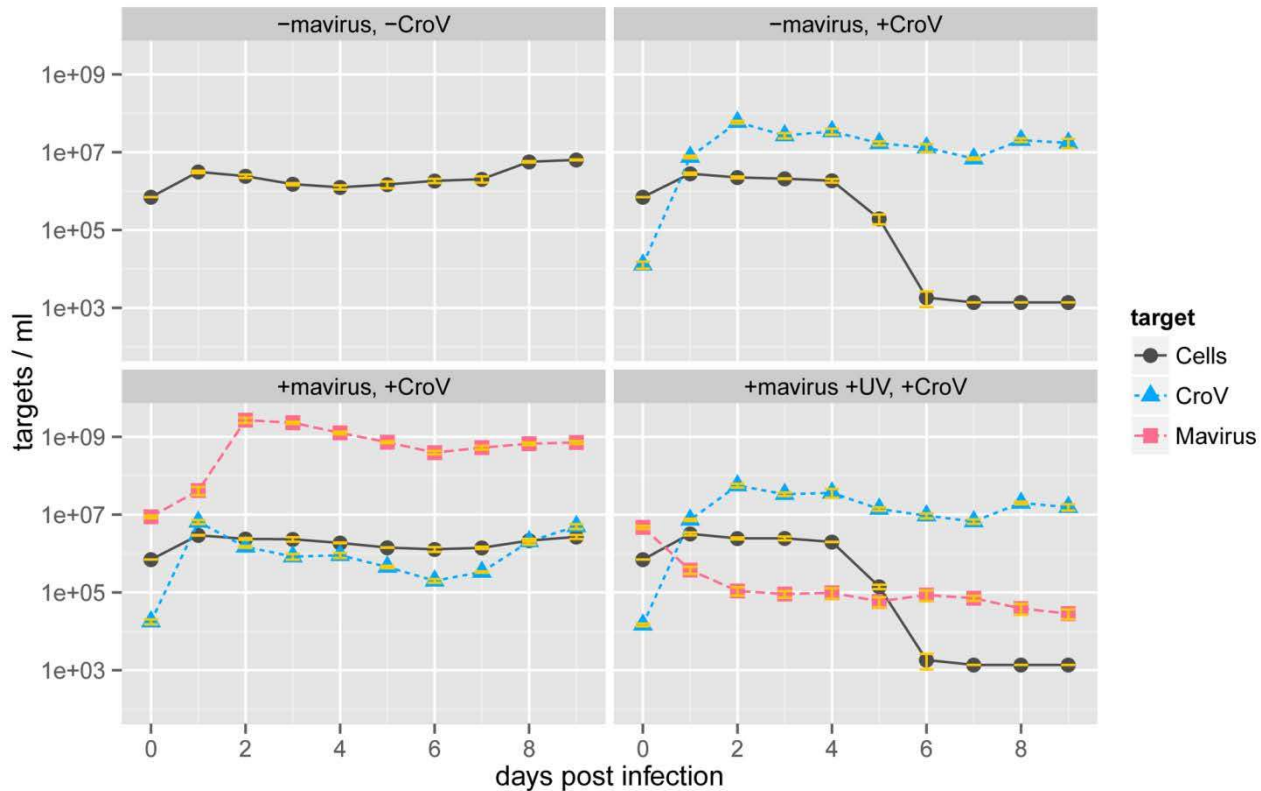 −mavirus, −CroV
−mavirus, +CroV
1e+09
1e+07
1e+05
1e+03
+mavirus, +CroV
+mavirus +UV, +CroV
1e+09
1e+07
1e+05
1e+03
targets / ml
0 2 4 6 8
0 2 4 6 8
days post infection
target
Cells
CroV
Mavirus